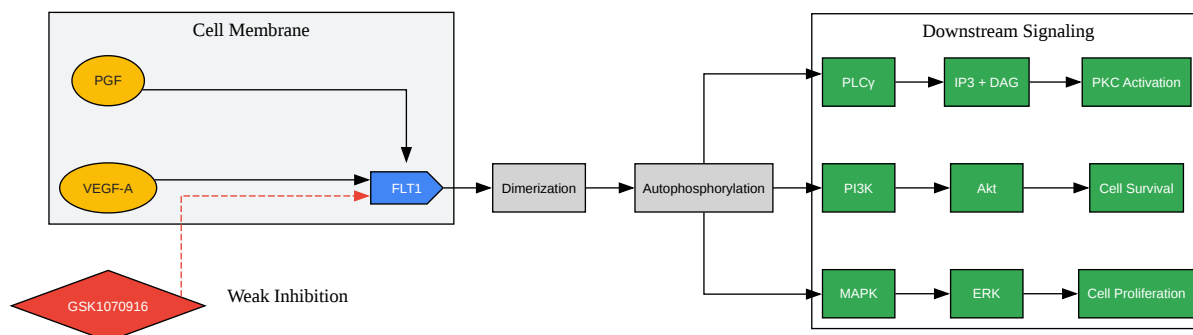 Cell Membrane
Downstream Signaling
PGF
PLCγ
IP3 + DAG
PKC Activation
VEGF-A
FLT1
Dimerization
Autophosphorylation
PI3K
Akt
Cell Survival
GSK1070916
Weak Inhibition
MAPK
ERK
Cell Proliferation